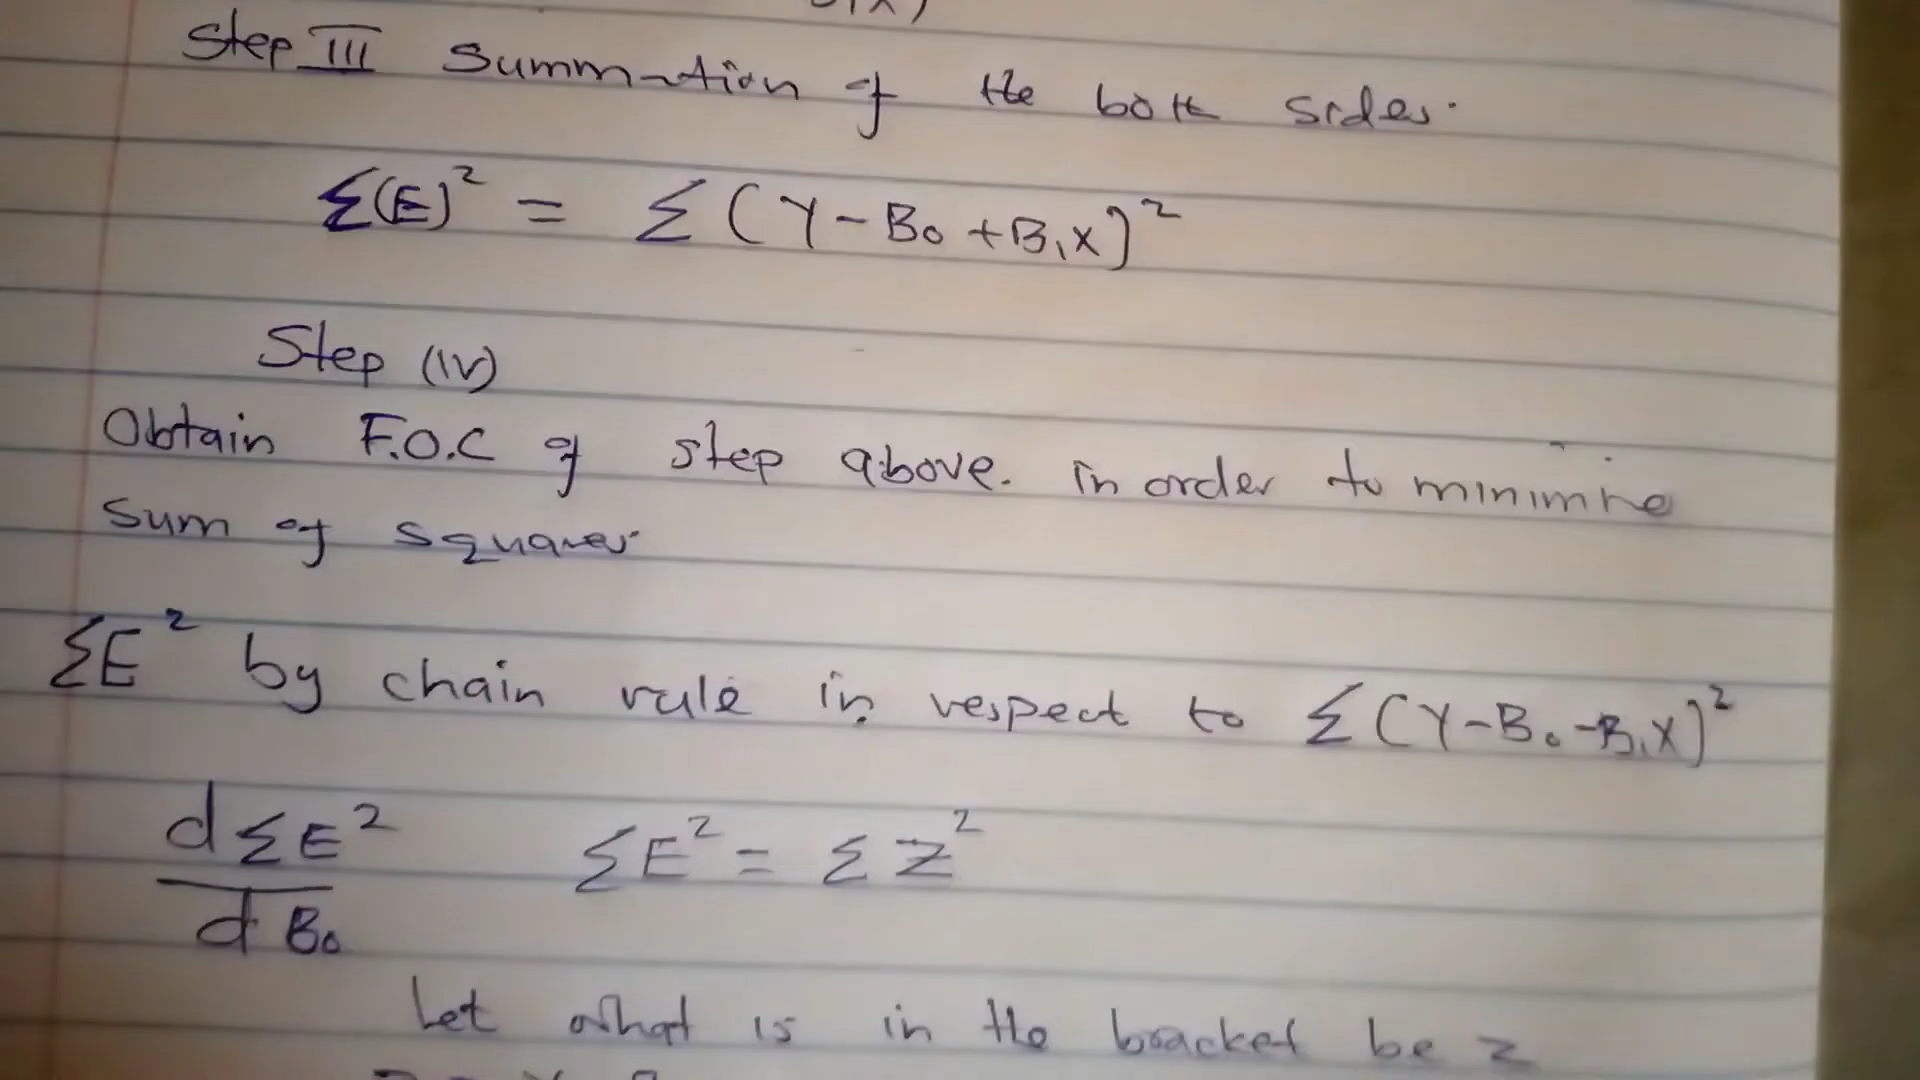 Step III Summation of the both sides.
Σ(E)² = Σ(Y-B₀+B₁X)²
Step (IV)
Obtain F.O.C of step above. in order to minimize
sum of squares
ΣE² by chain rule in respect to Σ(Y-B₀-B₁X)²
dΣE² ΣE² = ΣZ²
dB₀
Let what is in the bracket be z